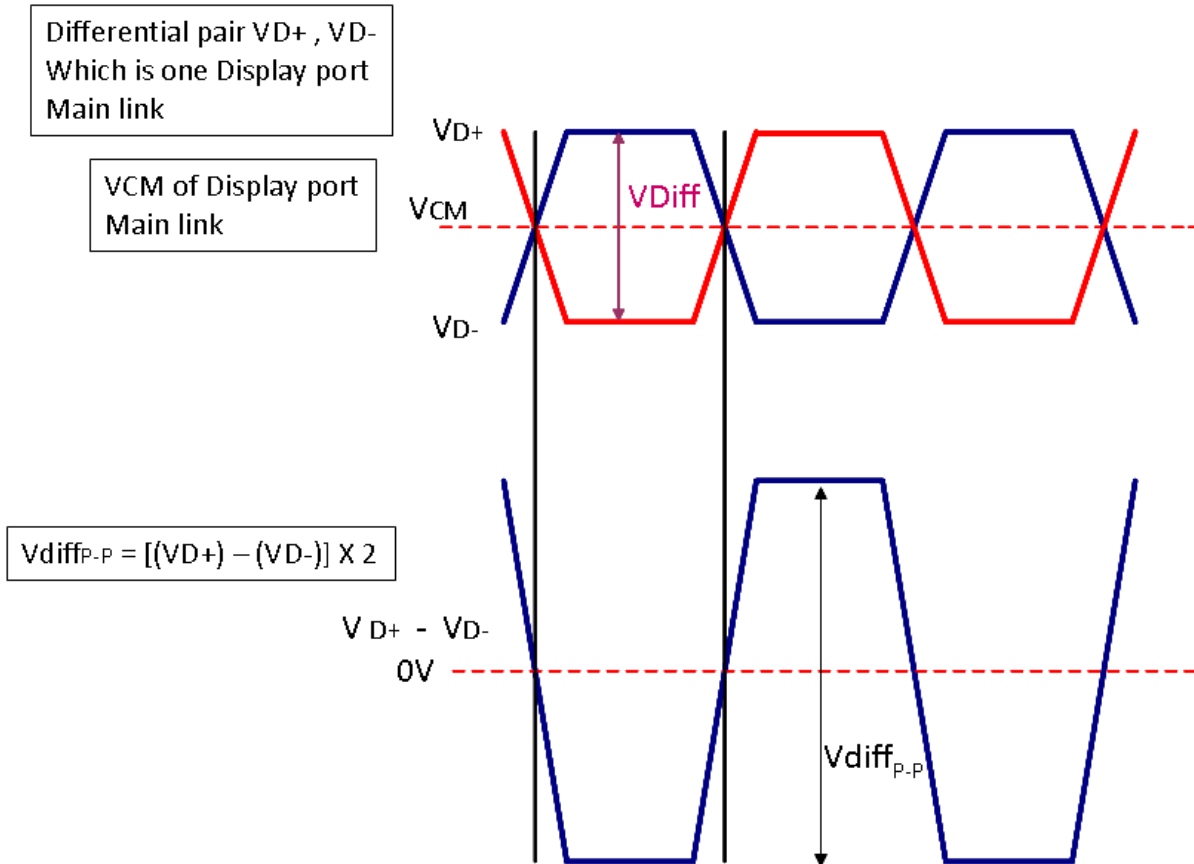 Differential pair VD+ , VD-
Which is one Display port
Main link
VCM of Display port
Main link
VD+
VDiff
VCM
VD-
VdiffP-P = [(VD+) – (VD-)] X 2
V D+ - VD-
0V
VdiffP-P